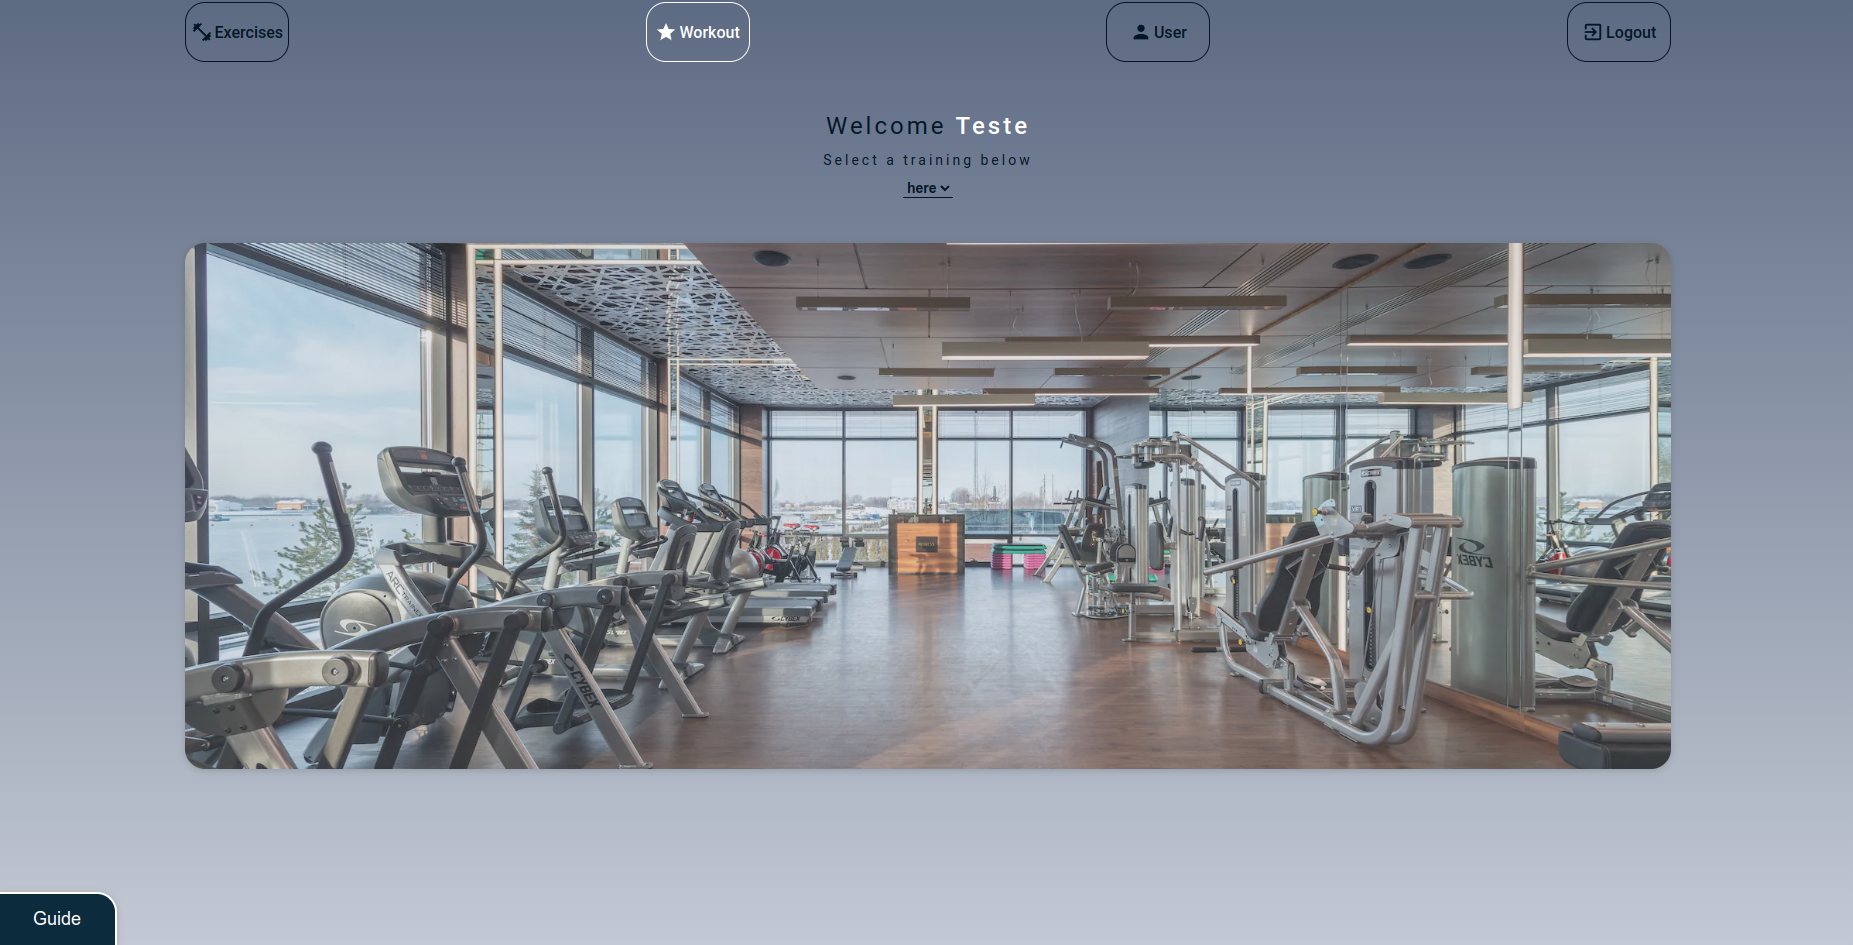 Exercises
Workout
User
Logout
Welcome Teste
Select a training below
here
ARC TRAINER
CYBEX
CYBEX
CYBEX
Guide